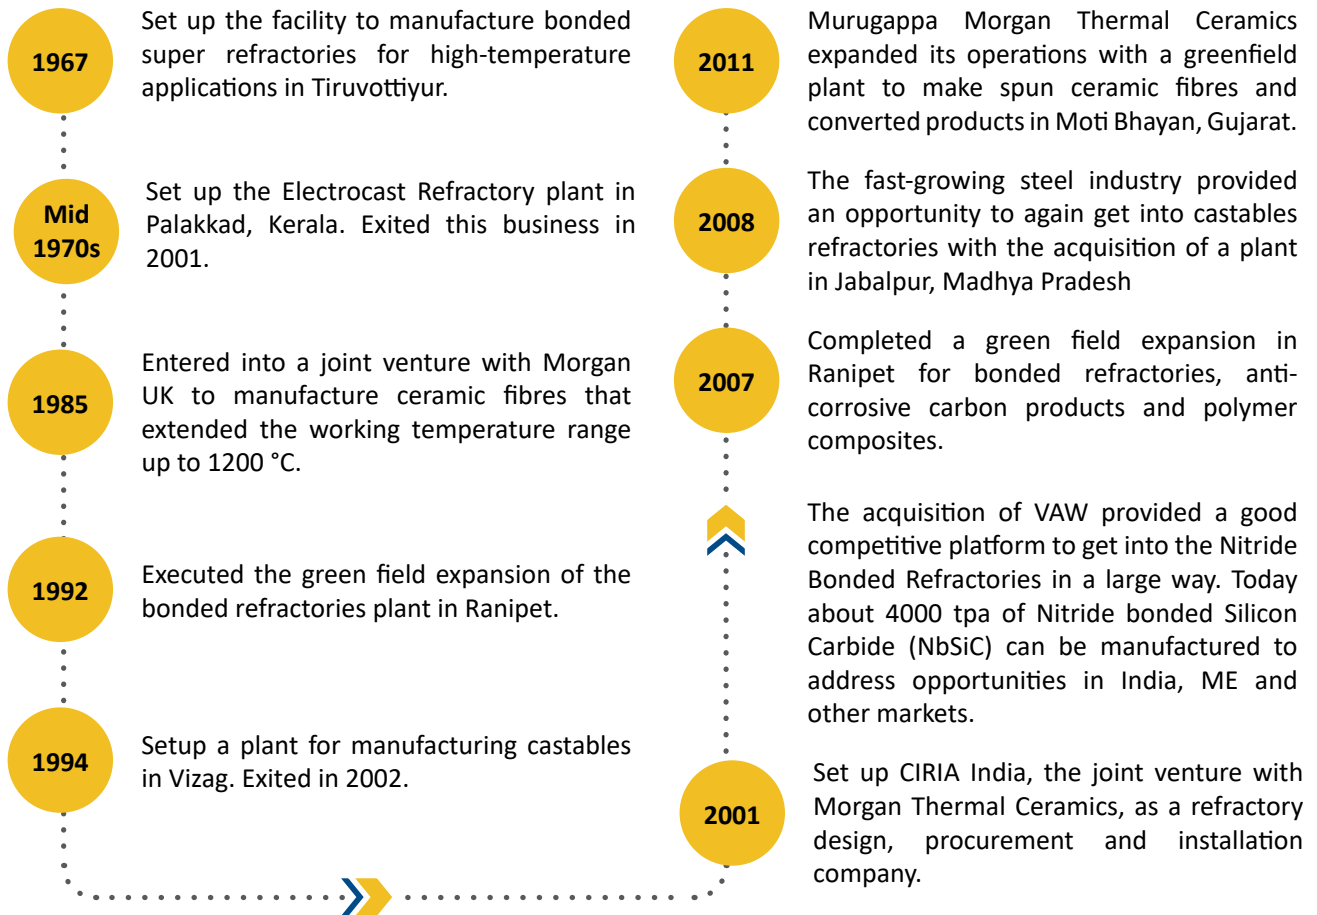 1967
Set up the facility to manufacture bonded
super refractories for high-temperature
applications in Tiruvottiyur.
Mid
1970s
Set up the Electrocast Refractory plant in
Palakkad, Kerala. Exited this business in
2001.
1985
Entered into a joint venture with Morgan
UK to manufacture ceramic fibres that
extended the working temperature range
up to 1200 °C.
1992
Executed the green field expansion of the
bonded refractories plant in Ranipet.
1994
Setup a plant for manufacturing castables
in Vizag. Exited in 2002.
2001
Set up CIRIA India, the joint venture with
Morgan Thermal Ceramics, as a refractory
design, procurement and installation
company.
The acquisition of VAW provided a good
competitive platform to get into the Nitride
Bonded Refractories in a large way. Today
about 4000 tpa of Nitride bonded Silicon
Carbide (NbSiC) can be manufactured to
address opportunities in India, ME and
other markets.
2007
Completed a green field expansion in
Ranipet for bonded refractories, anti-
corrosive carbon products and polymer
composites.
2008
The fast-growing steel industry provided
an opportunity to again get into castables
refractories with the acquisition of a plant
in Jabalpur, Madhya Pradesh
2011
Murugappa Morgan Thermal Ceramics
expanded its operations with a greenfield
plant to make spun ceramic fibres and
converted products in Moti Bhayan, Gujarat.